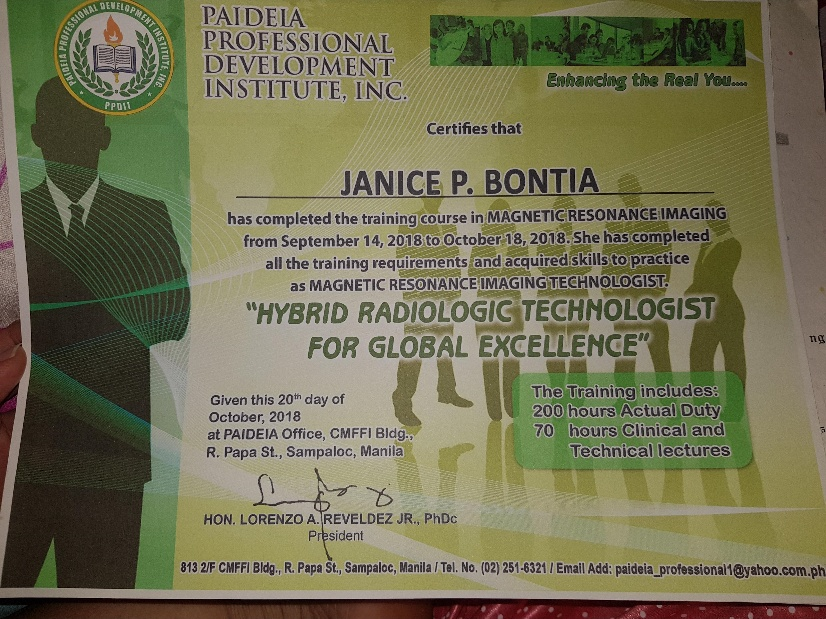 PAIDEIA PROFESSIONAL DEVELOPMENT INSTITUTE, INC.
PPDII
PAIDEIA
PROFESSIONAL
DEVELOPMENT
INSTITUTE, INC.
Enhancing the Real You....
Certifies that
JANICE P. BONTIA
has completed the training course in MAGNETIC RESONANCE IMAGING
from September 14, 2018 to October 18, 2018. She has completed
all the training requirements and acquired skills to practice
as MAGNETIC RESONANCE IMAGING TECHNOLOGIST.
"HYBRID RADIOLOGIC TECHNOLOGIST
FOR GLOBAL EXCELLENCE"
Given this 20th day of
October, 2018
at PAIDEIA Office, CMFFI Bldg.,
R. Papa St., Sampaloc, Manila
The Training includes:
200 hours Actual Duty
70 hours Clinical and
Technical lectures
HON. LORENZO A. REVELDEZ JR., PhDc
President
813 2/F CMFFI Bldg., R. Papa St., Sampaloc, Manila / Tel. No. (02) 251-6321 / Email Add: paideia_professional1@yahoo.com.ph
ng